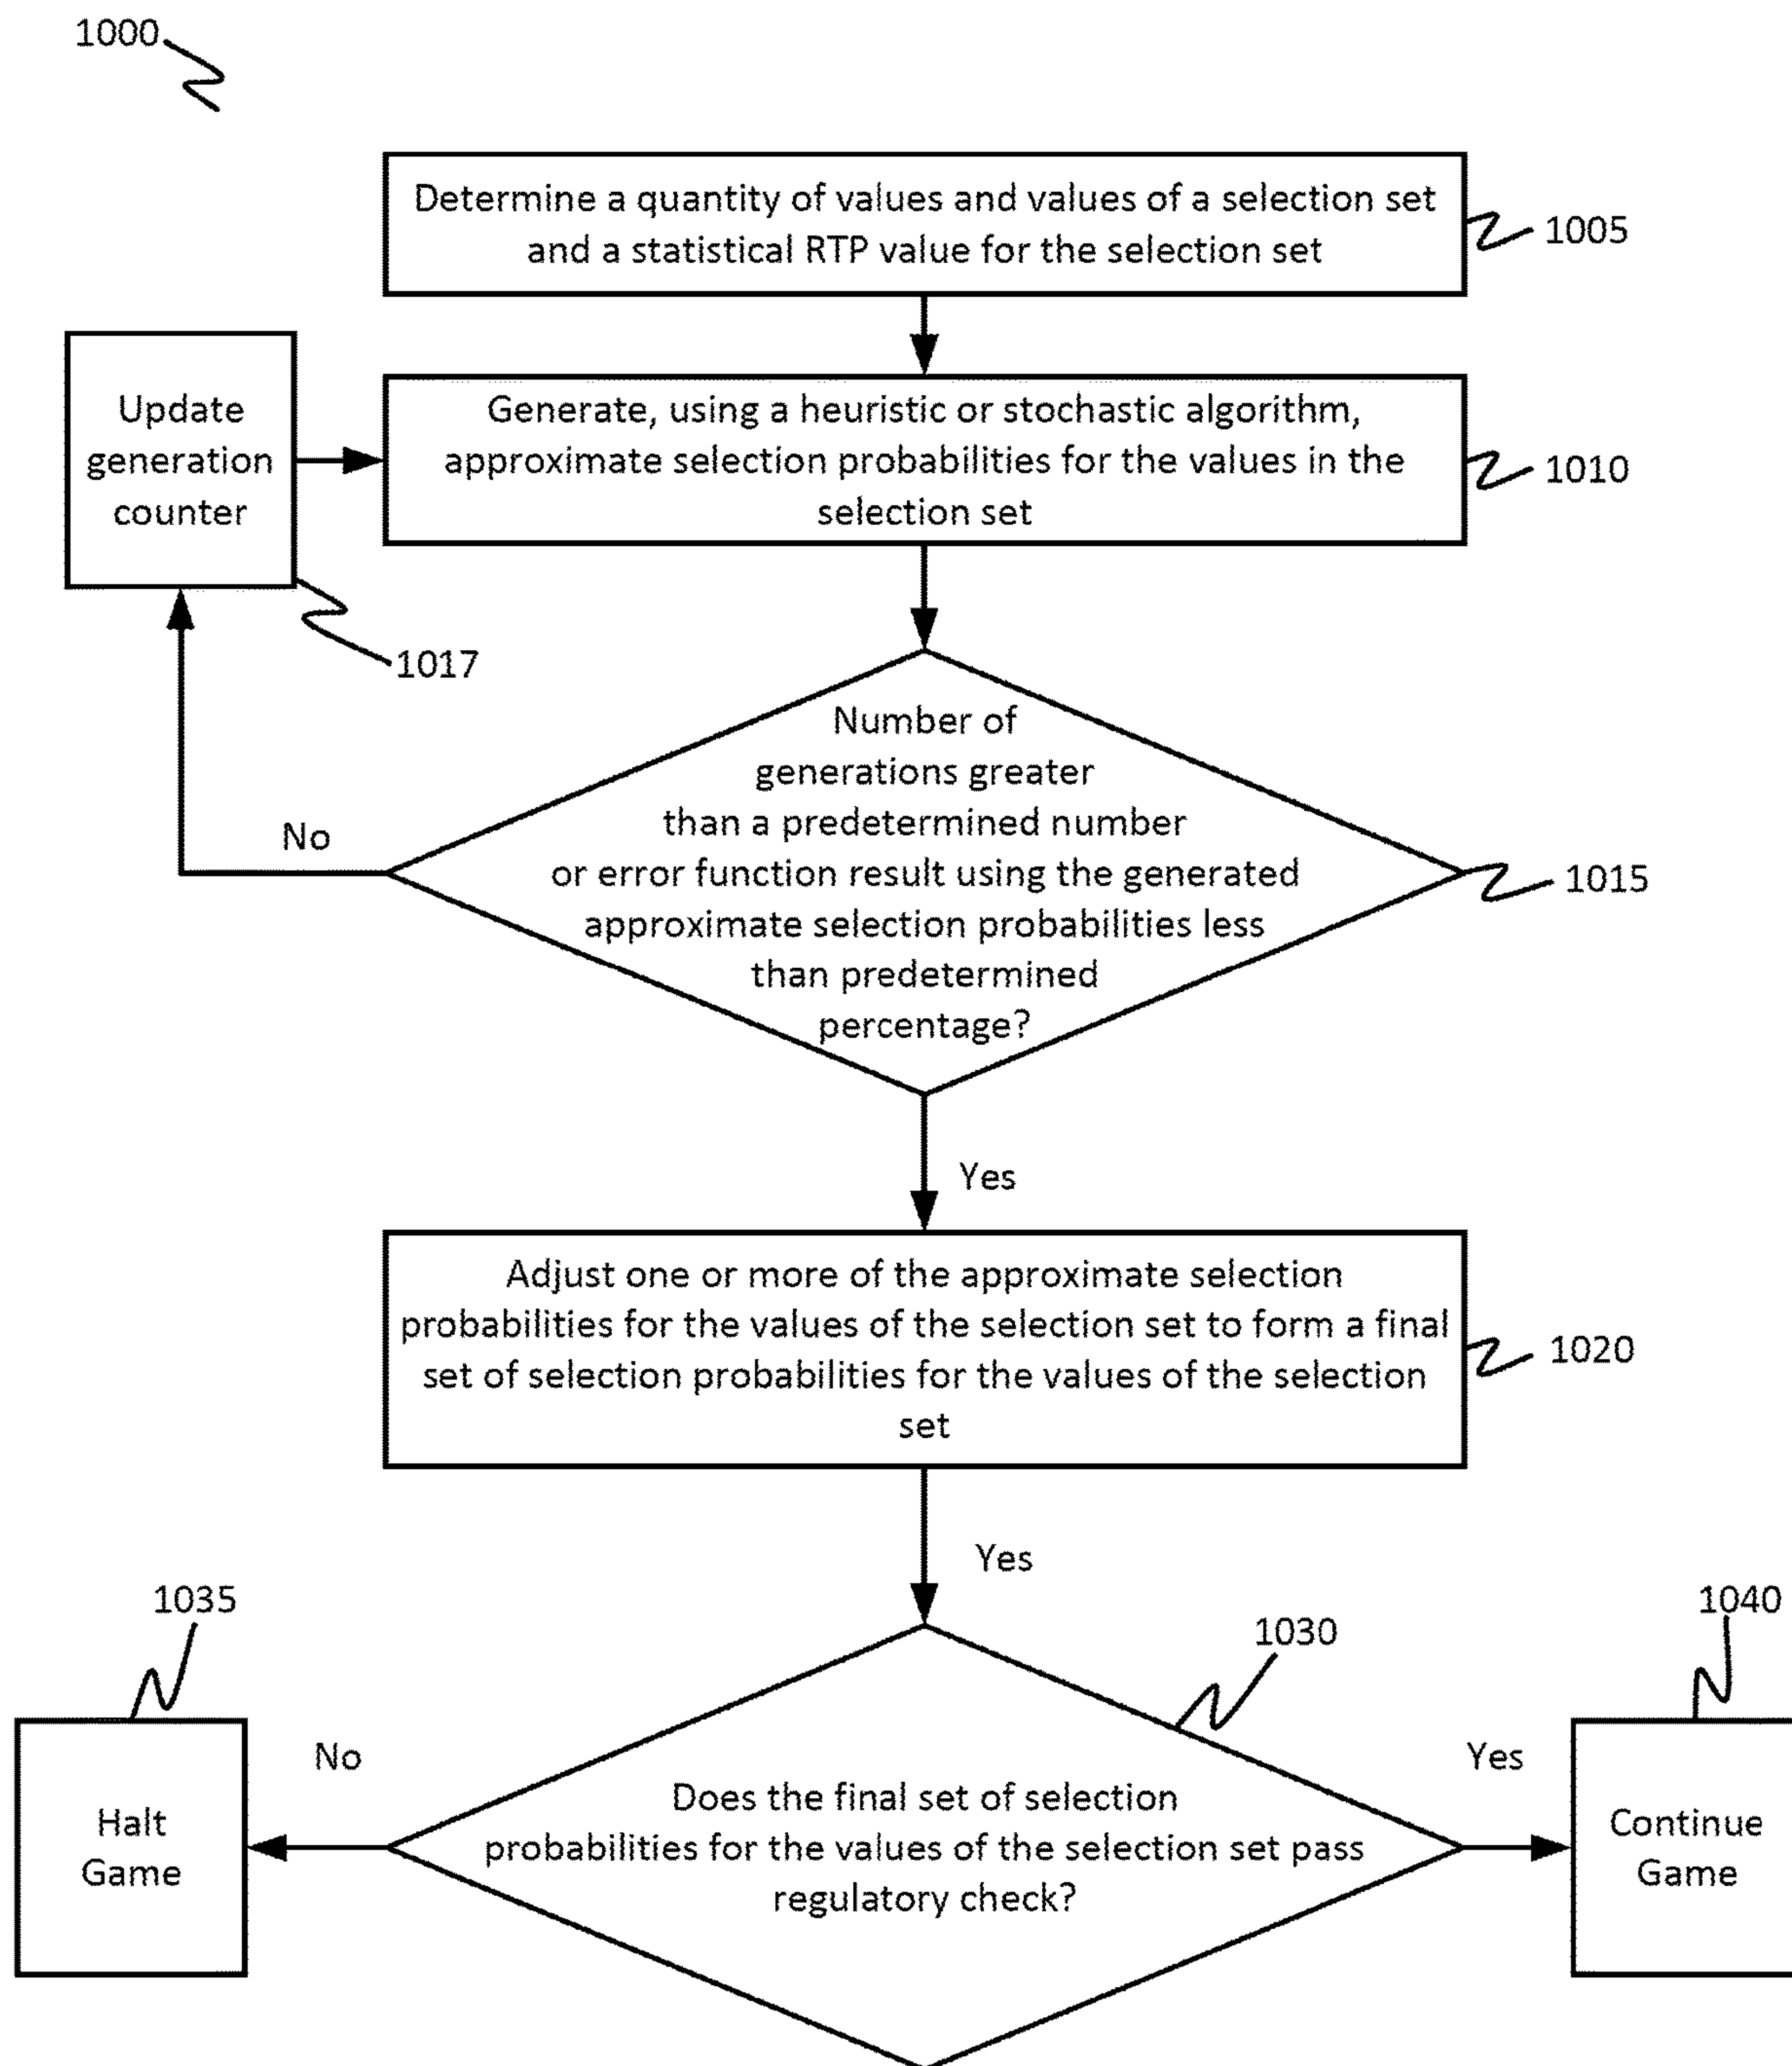 1000
Determine a quantity of values and values of a selection set
and a statistical RTP value for the selection set
1005
Update
generation
counter
1017
Generate, using a heuristic or stochastic algorithm,
approximate selection probabilities for the values in the
selection set
1010
Number of
generations greater
than a predetermined number
or error function result using the generated
approximate selection probabilities less
than predetermined
percentage?
1015
No
Yes
Adjust one or more of the approximate selection
probabilities for the values of the selection set to form a final
set of selection probabilities for the values of the selection
set
1020
Yes
1035
1030
1040
Halt
Game
No
Does the final set of selection
probabilities for the values of the selection set pass
regulatory check?
Yes
Continue
Game